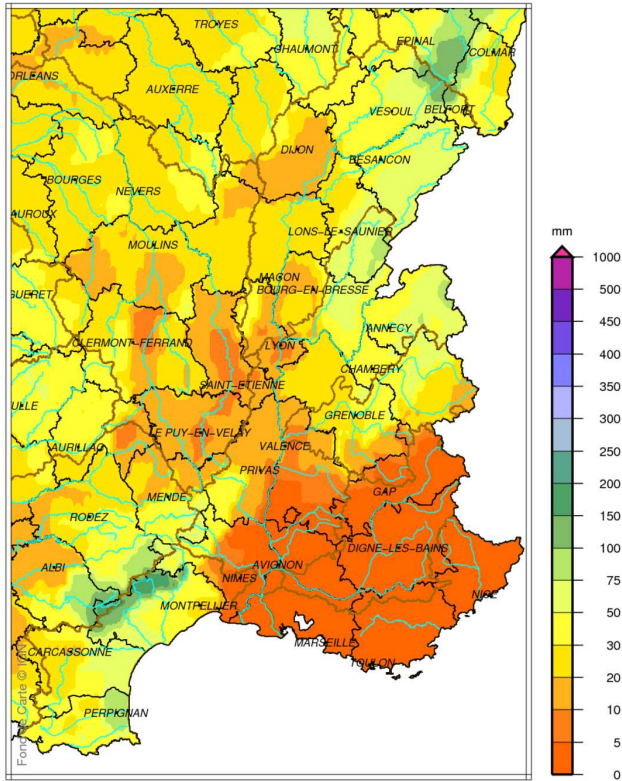 TROYES
EPINAL
CHAUMONT
COLMAR
ORLEANS
AUXERRE
VESOUL
BELFORT
DIJON
BESANCON
BOURGES
NEVERS
AUROUX
LONS-LE-SAUNIER
MOULINS
MACON
GUERET
BOURG-EN-BRESSE
ANNECY
CLERMONT-FERRAND
LYON
CHAMBERY
SAINT-ETIENNE
ULLE
GRENOBLE
LE PUY-EN-VELAY
AURILLAC
VALENCE
PRIVAS
MENDE
GAP
RODEZ
DIGNE-LES-BAINS
ALBI
AVIGNON
NIMES
NICE
MONTPELLIER
MARSEILLE
CARCASSONNE
TOULON
PERPIGNAN
Fond de Carte © IGN
mm
1000
500
450
400
350
300
250
200
150
100
75
50
30
20
10
5
0